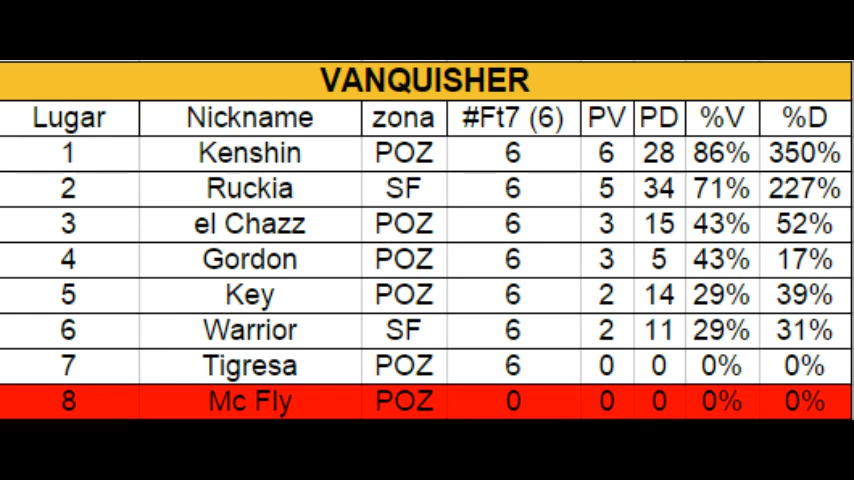 VANQUISHER
Lugar Nickname zona #Ft7 (6) PV PD %V %D
1 Kenshin POZ 6 6 28 86% 350%
2 Ruckia SF 6 5 34 71% 227%
3 el Chazz POZ 6 3 15 43% 52%
4 Gordon POZ 6 3 5 43% 17%
5 Key POZ 6 2 14 29% 39%
6 Warrior SF 6 2 11 29% 31%
7 Tigresa POZ 6 0 0 0% 0%
8 Mc Fly POZ 0 0 0 0% 0%